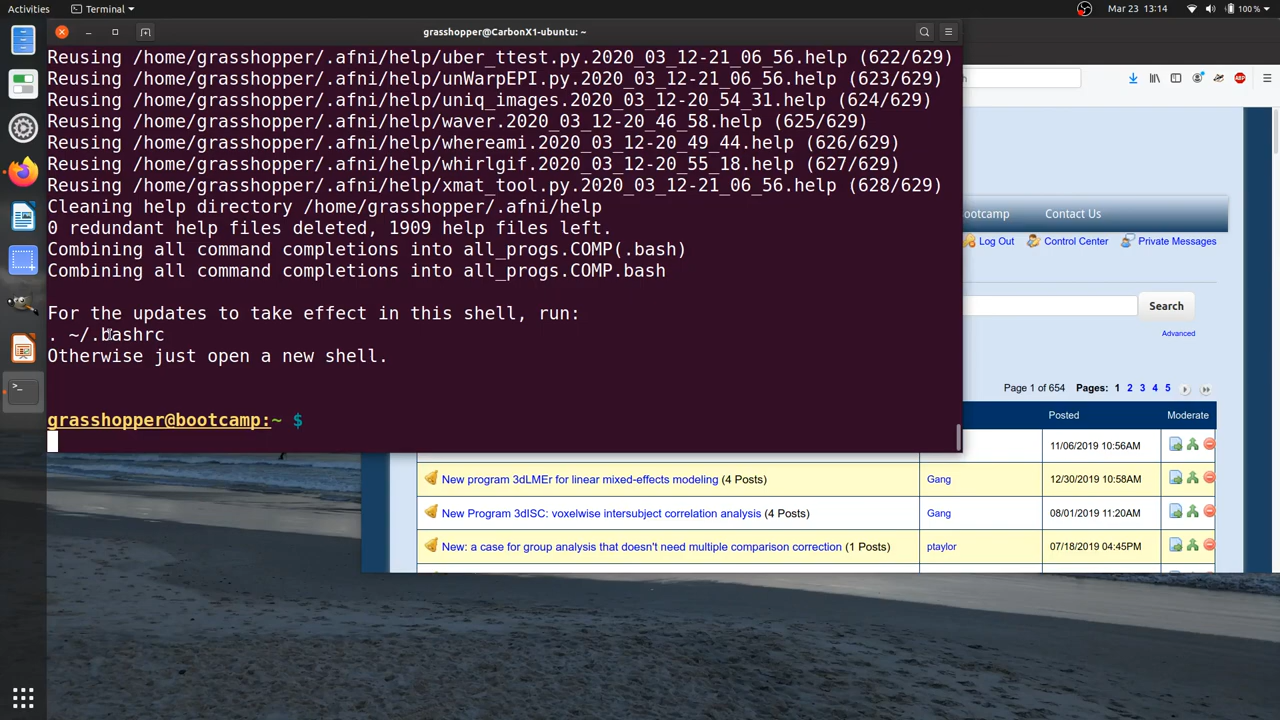 Activities
Terminal
Mar 23 13:14
100 %
grasshopper@CarbonX1-ubuntu: ~
Reusing /home/grasshopper/.afni/help/uber_ttest.py.2020_03_12-21_06_56.help (622/629)
Reusing /home/grasshopper/.afni/help/unWarpEPI.py.2020_03_12-21_06_56.help (623/629)
Reusing /home/grasshopper/.afni/help/uniq_images.2020_03_12-20_54_31.help (624/629)
Reusing /home/grasshopper/.afni/help/waver.2020_03_12-20_46_58.help (625/629)
Reusing /home/grasshopper/.afni/help/whereami.2020_03_12-20_49_44.help (626/629)
Reusing /home/grasshopper/.afni/help/whirlgif.2020_03_12-20_55_18.help (627/629)
Reusing /home/grasshopper/.afni/help/xmat_tool.py.2020_03_12-21_06_56.help (628/629)
Cleaning help directory /home/grasshopper/.afni/help
0 redundant help files deleted, 1909 help files left.
Combining all command completions into all_progs.COMP(.bash)
Combining all command completions into all_progs.COMP.bash
For the updates to take effect in this shell, run:
. ~/.bashrc
Otherwise just open a new shell.
grasshopper@bootcamp:~ $
ootcamp
Contact Us
Log Out
Control Center
Private Messages
Search
Advanced
Page 1 of 654 Pages: 1 2 3 4 5
Posted
Moderate
11/06/2019 10:56AM
New program 3dLMEr for linear mixed-effects modeling (4 Posts)
Gang
12/30/2019 10:58AM
New Program 3dISC: voxelwise intersubject correlation analysis (4 Posts)
Gang
08/01/2019 11:20AM
New: a case for group analysis that doesn't need multiple comparison correction (1 Posts)
ptaylor
07/18/2019 04:45PM
ABP